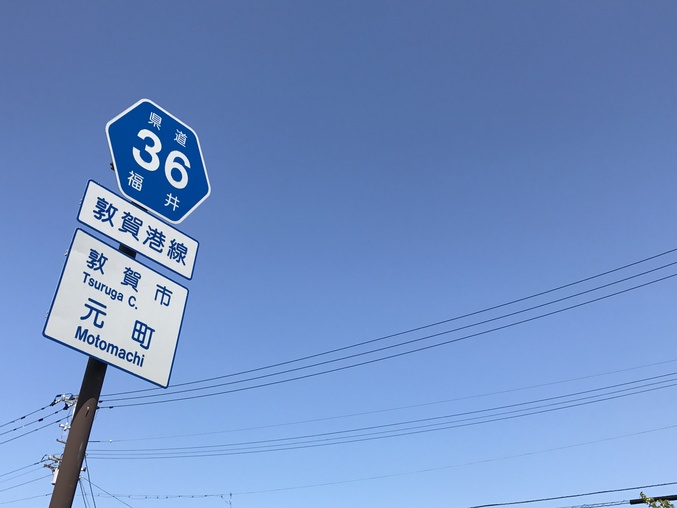 県道
36
福井
敦賀港線
敦賀市
Tsuruga C.
元町
Motomachi